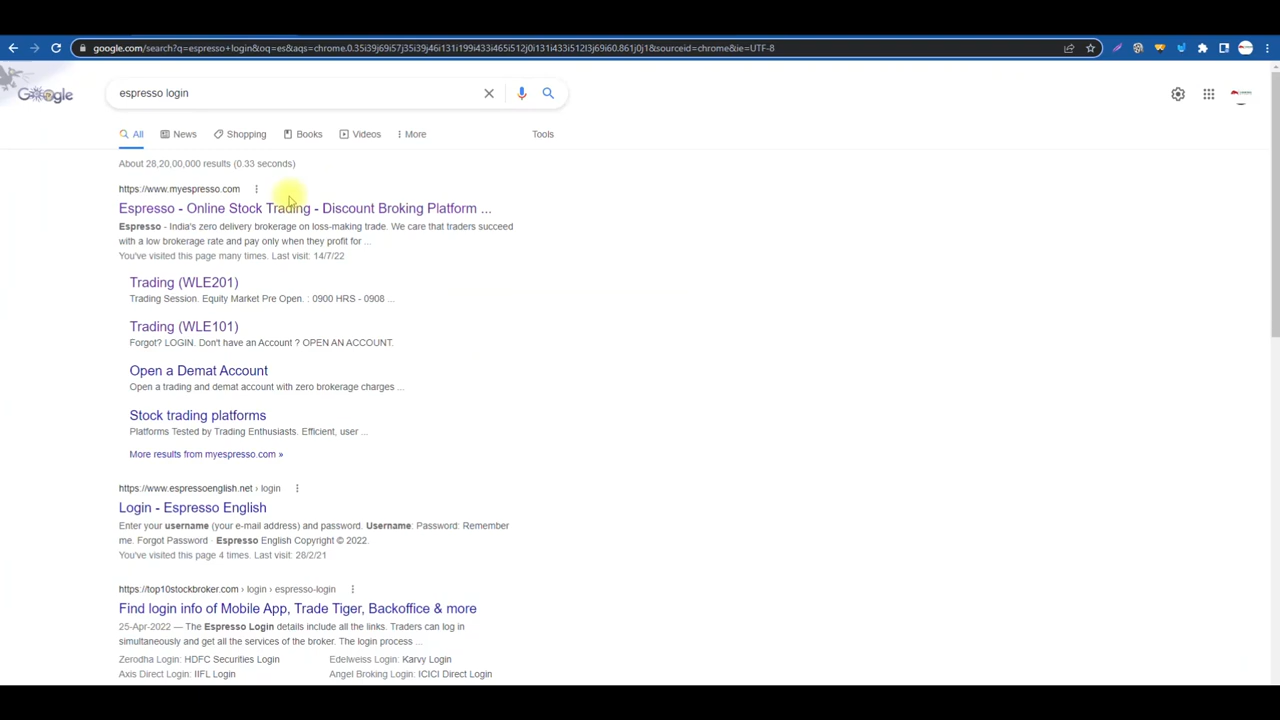 google.com/search?q=espresso+login&oq=es&aqs=chrome.0.35i39j69i57j35i39j46i131i199i433i465i512j0i131i433i512l3j69i60.861j0j1&sourceid=chrome&ie=UTF-8
Google
espresso login
All News Shopping Books Videos More Tools
About 28,20,00,000 results (0.33 seconds)
https://www.myespresso.com
Espresso - Online Stock Trading - Discount Broking Platform ...
Espresso - India's zero delivery brokerage on loss-making trade. We care that traders succeed
with a low brokerage rate and pay only when they profit for ...
You've visited this page many times. Last visit: 14/7/22
Trading (WLE201)
Trading Session. Equity Market Pre Open. : 0900 HRS - 0908 ...
Trading (WLE101)
Forgot? LOGIN. Don't have an Account ? OPEN AN ACCOUNT.
Open a Demat Account
Open a trading and demat account with zero brokerage charges ...
Stock trading platforms
Platforms Tested by Trading Enthusiasts. Efficient, user ...
More results from myespresso.com »
https://www.espressoenglish.net › login
Login - Espresso English
Enter your username (your e-mail address) and password. Username: Password: Remember
me. Forgot Password · Espresso English Copyright © 2022.
You've visited this page 4 times. Last visit: 28/2/21
https://top10stockbroker.com › login › espresso-login
Find login info of Mobile App, Trade Tiger, Backoffice & more
25-Apr-2022 — The Espresso Login details include all the links. Traders can log in
simultaneously and get all the services of the broker. The login process ...
Zerodha Login: HDFC Securities Login Edelweiss Login: Karvy Login
Axis Direct Login: IIFL Login Angel Broking Login: ICICI Direct Login